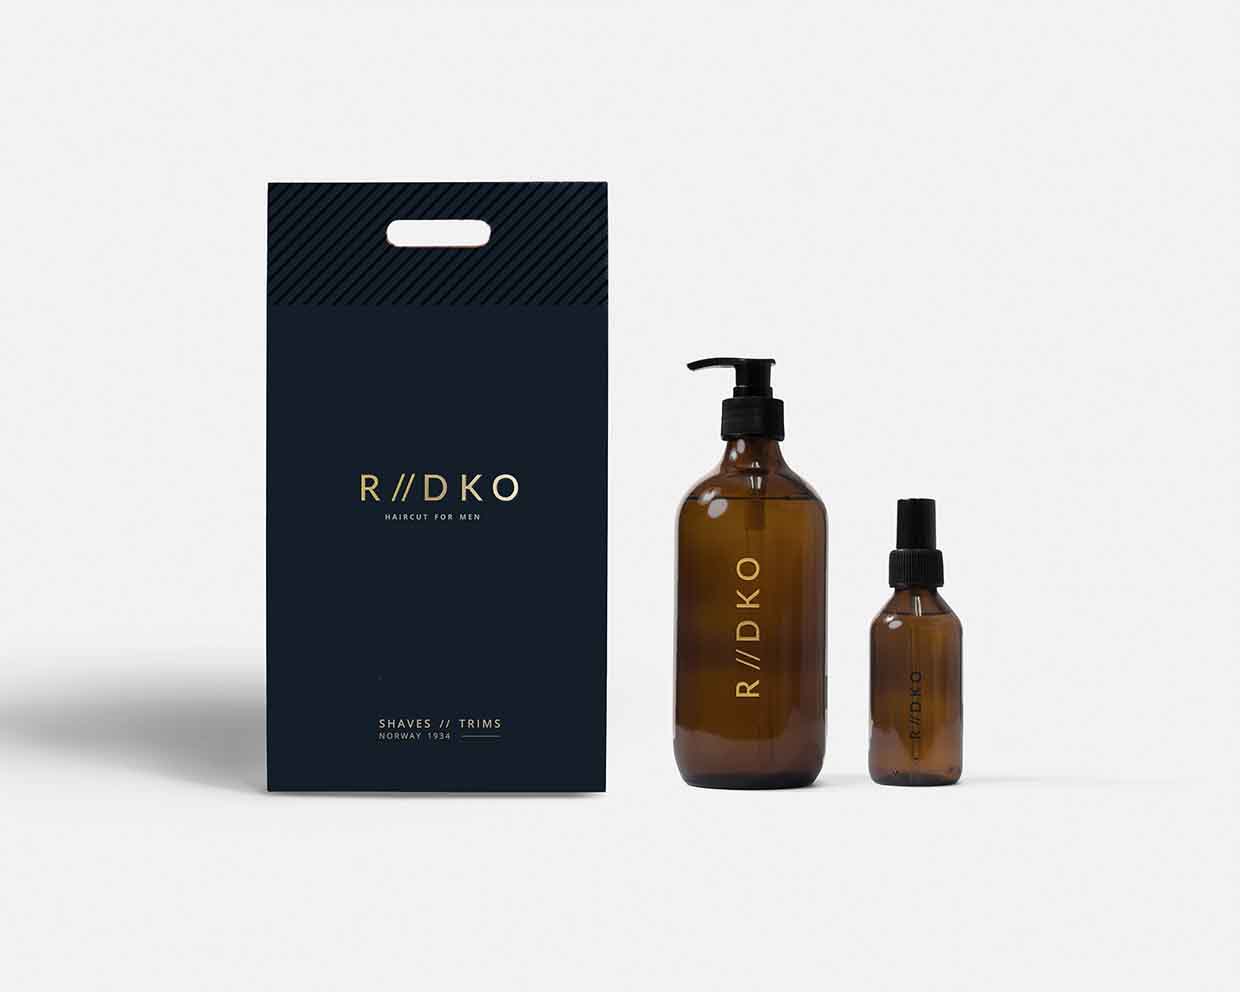 R//DKO
HAIRCUT FOR MEN
SHAVES // TRIMS
NORWAY 1934
R//DKO
R//DKO